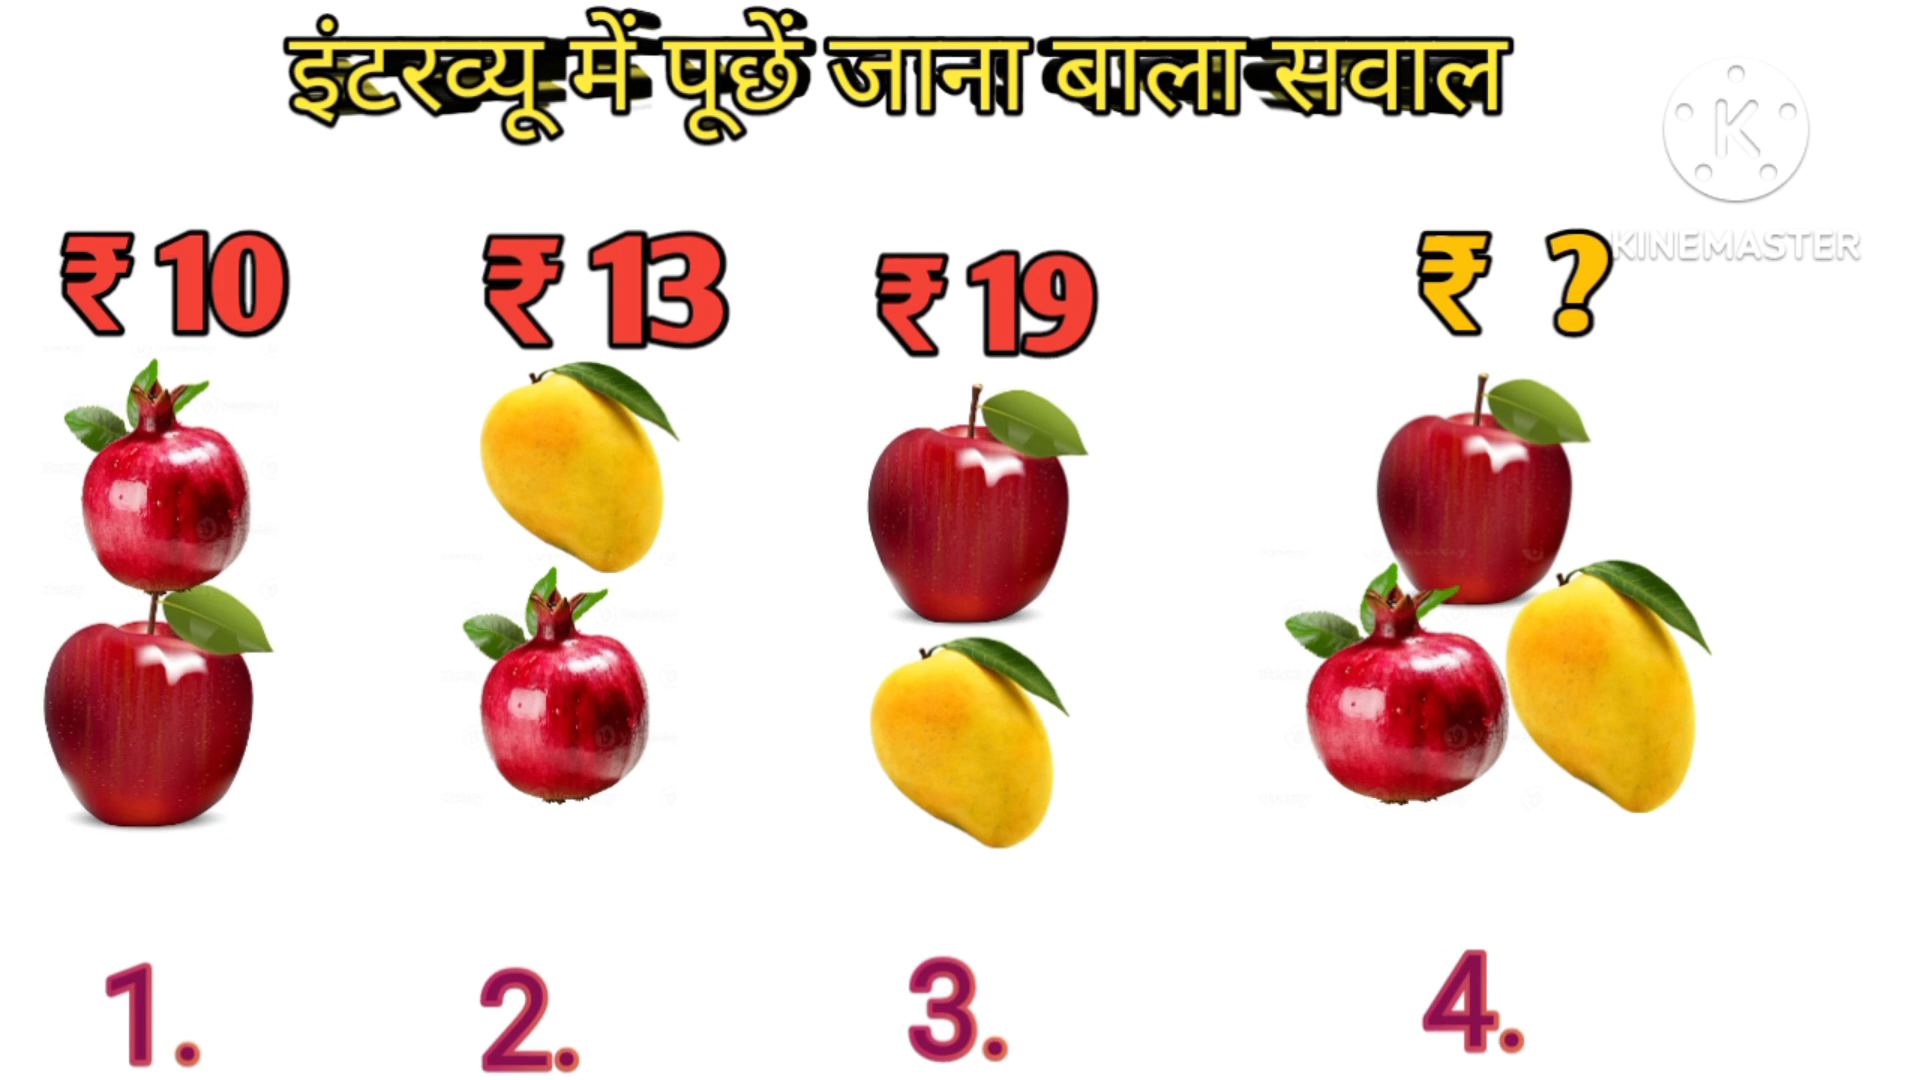 इंटरव्यू में पूछें जाना बाला सवाल
K
KINEMASTER
₹ 10
₹ 13
₹ 19
₹ ?
1.
2.
3.
4.